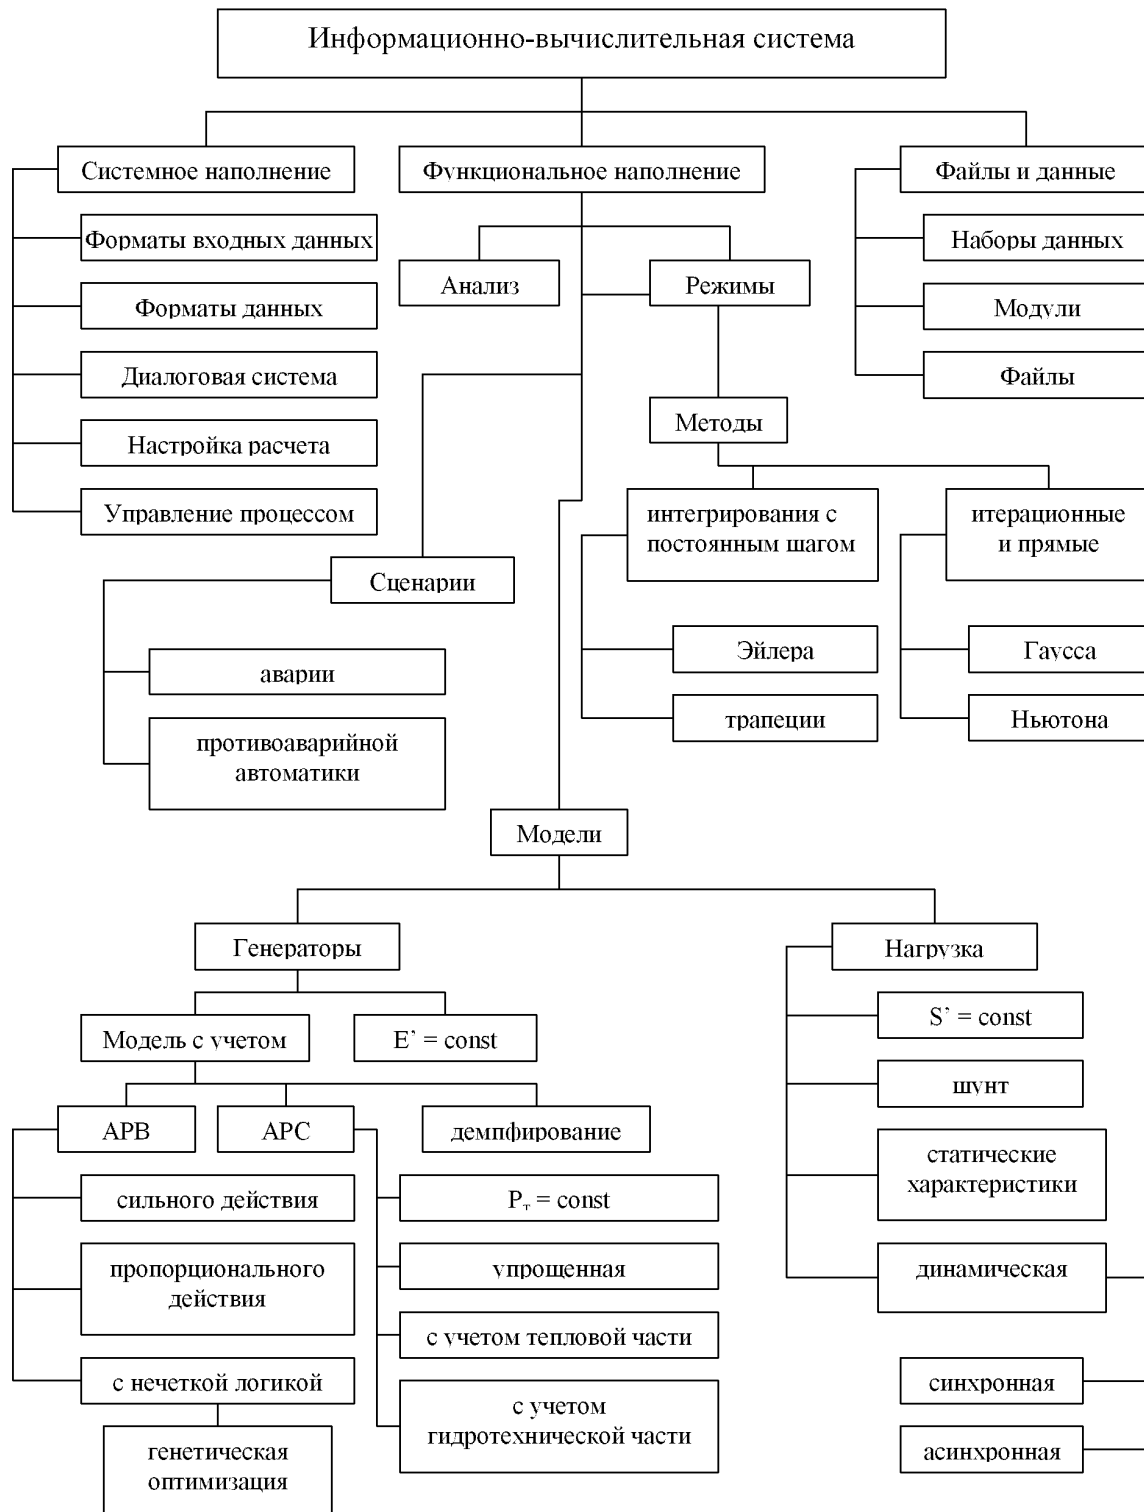 Информационно-вычислительная система
Системное наполнение
Функциональное наполнение
Файлы и данные
Форматы входных данных
Наборы данных
Анализ
Режимы
Форматы данных
Модули
Диалоговая система
Файлы
Методы
Настройка расчета
Управление процессом
интегрирования с
постоянным шагом
итерационные
и прямые
Сценарии
Эйлера
Гаусса
аварии
трапеции
Ньютона
противоаварийной
автоматики
Модели
Генераторы
Нагрузка
Модель с учетом
E’ = const
S’ = const
шунт
АРВ
АРС
демпфирование
статические
характеристики
сильного действия
Pт = const
пропорционального
действия
упрощенная
динамическая
с учетом тепловой части
с нечеткой логикой
синхронная
с учетом
гидротехнической части
генетическая
оптимизация
асинхронная